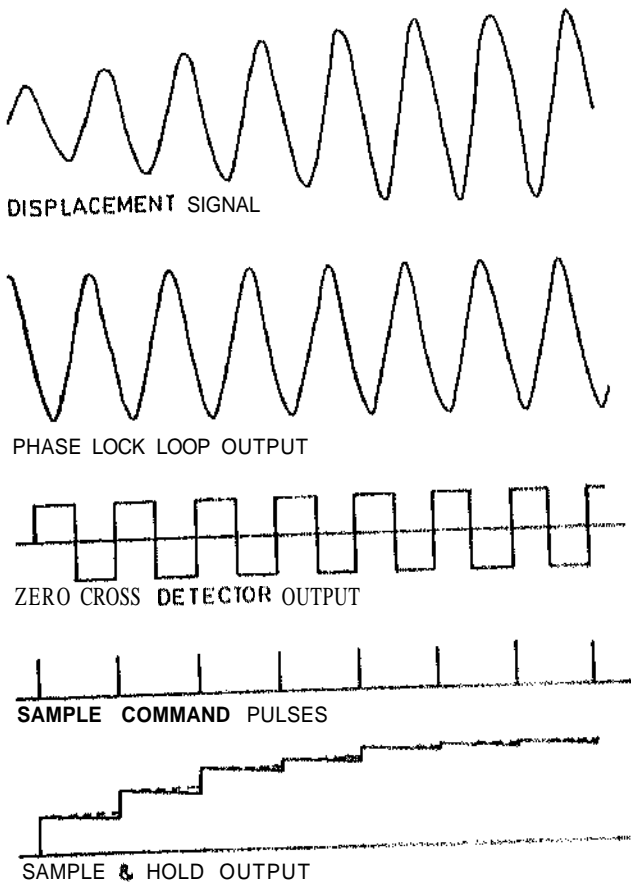 DISPLACEMENT SIGNAL
PHASE LOCK LOOP OUTPUT
ZERO CROSS DETECTOR OUTPUT
SAMPLE COMMAND PULSES
SAMPLE & HOLD OUTPUT